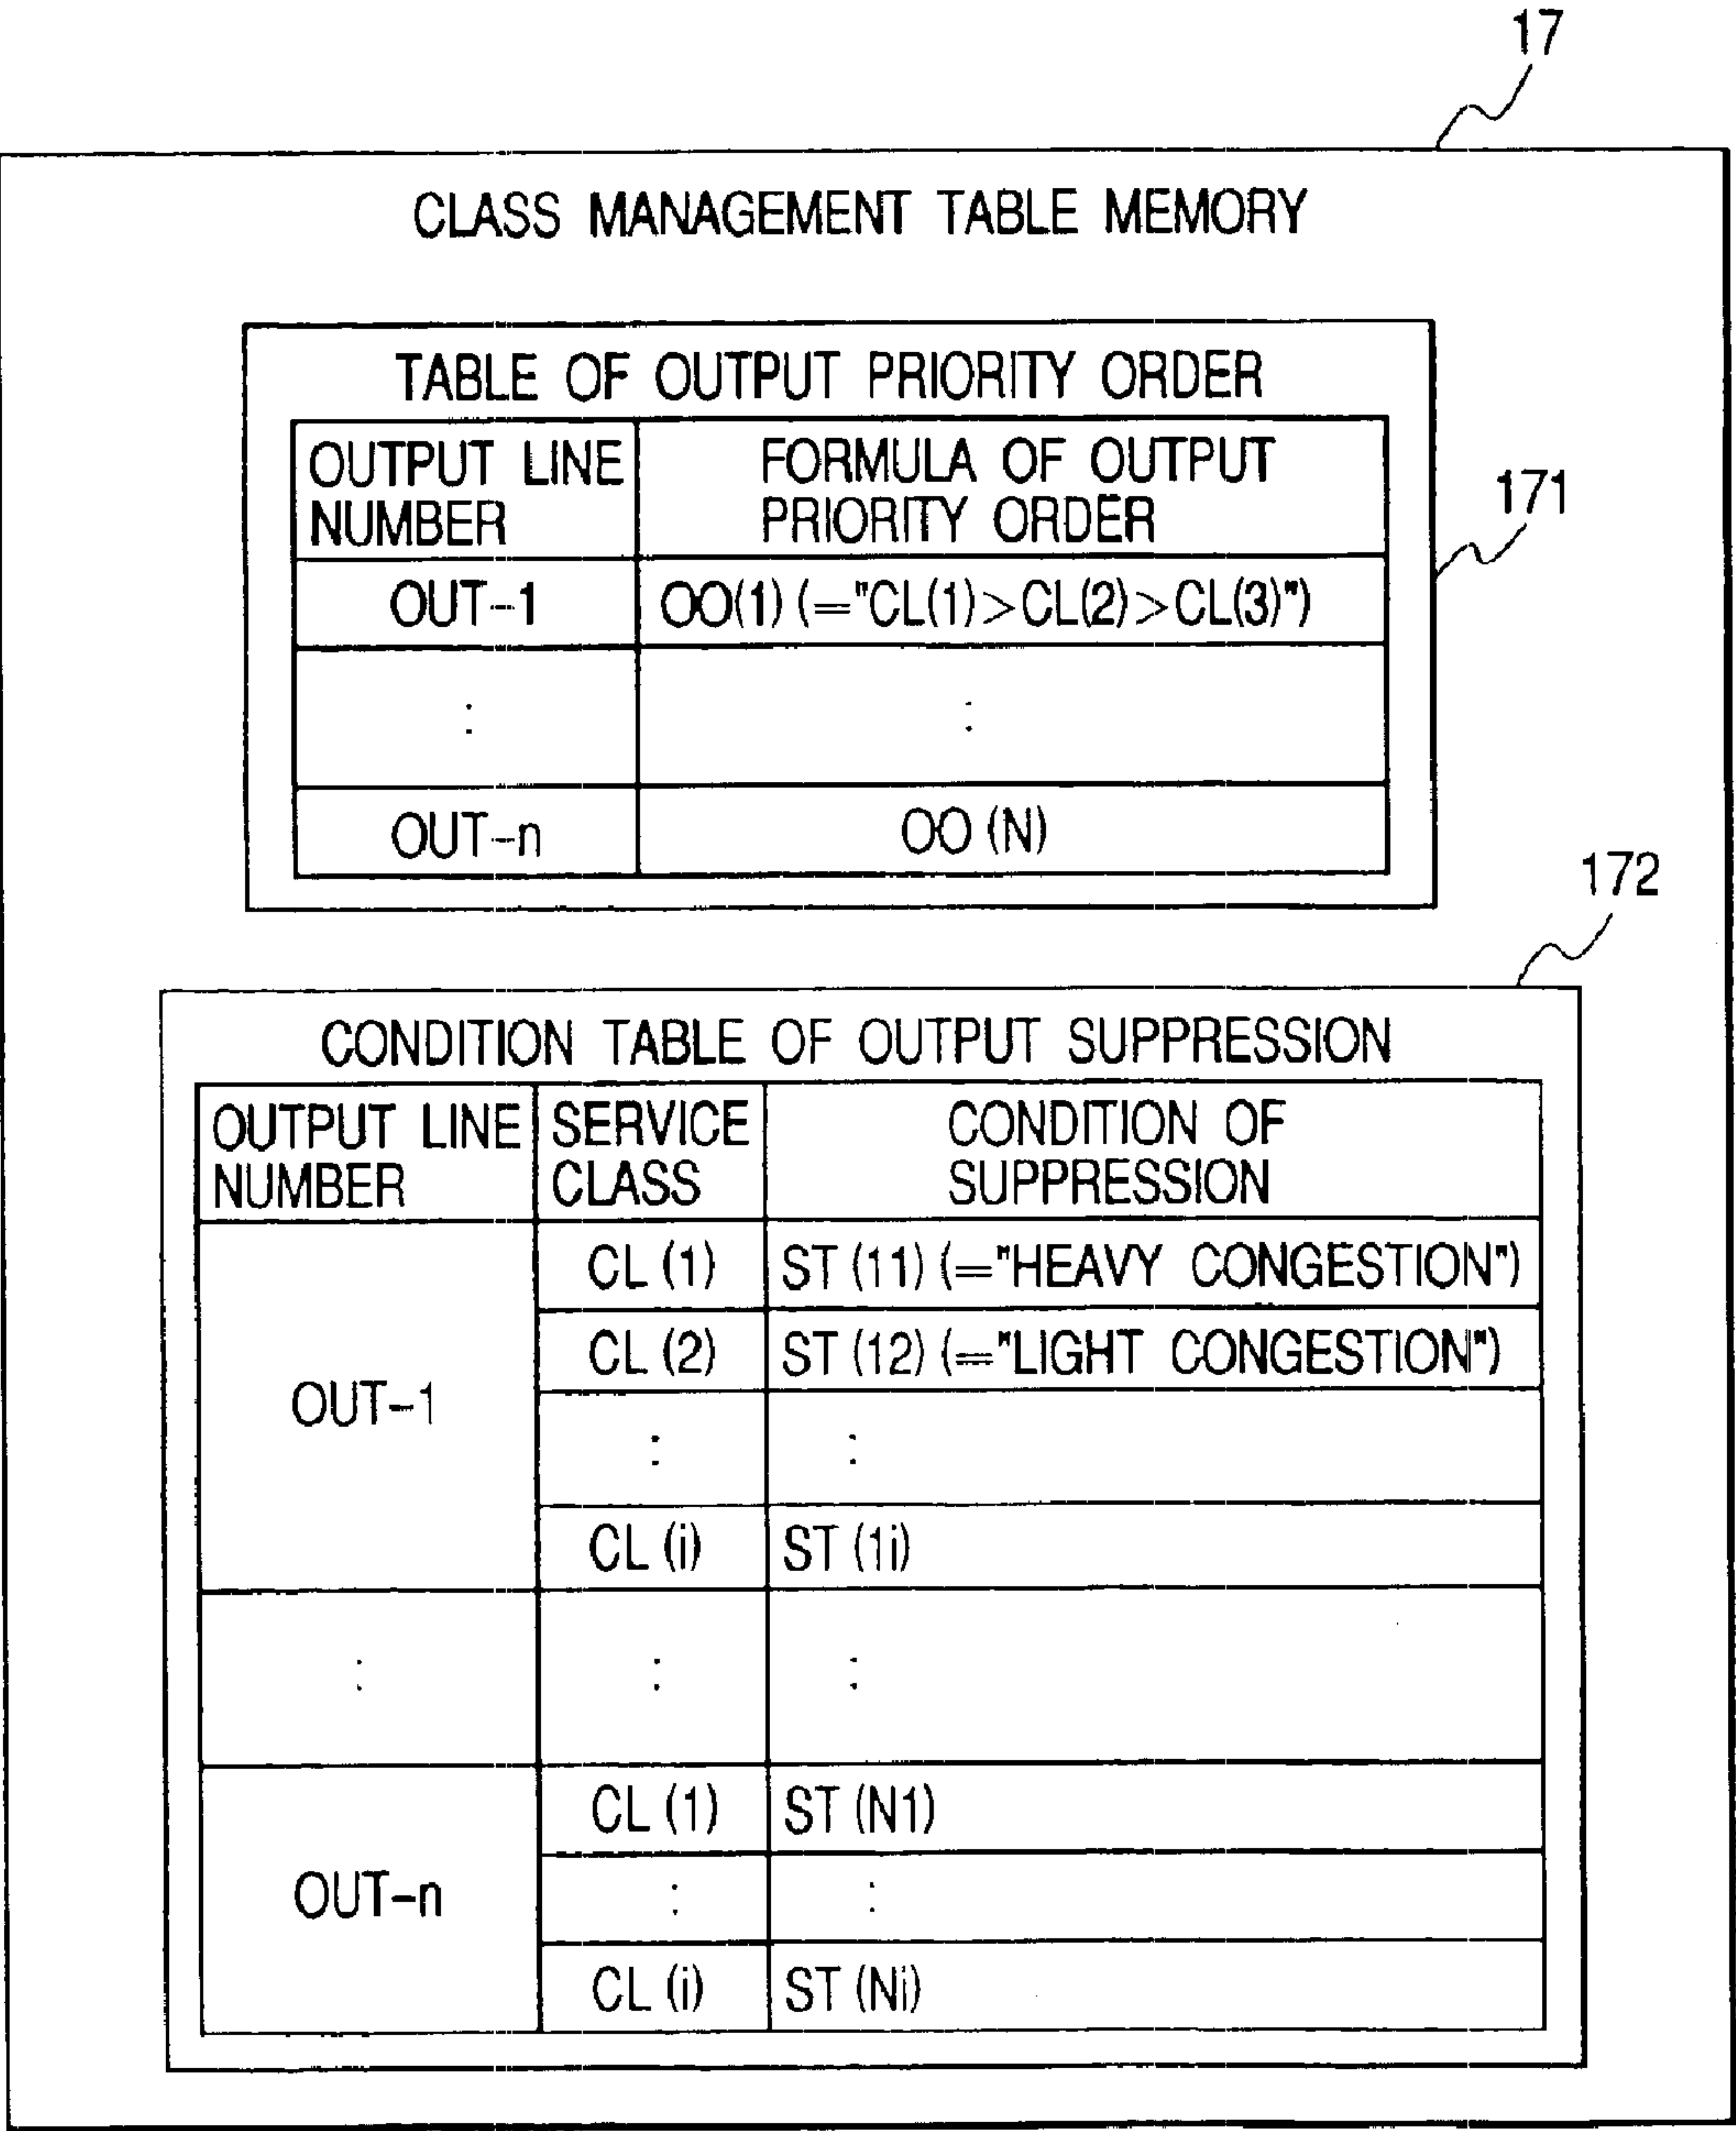 17
CLASS MANAGEMENT TABLE MEMORY
TABLE OF OUTPUT PRIORITY ORDER
OUTPUT LINE NUMBER
FORMULA OF OUTPUT PRIORITY ORDER
171
OUT-1
OO(1) (="CL(1)>CL(2)>CL(3)")
:
:
OUT-n
OO (N)
172
CONDITION TABLE OF OUTPUT SUPPRESSION
OUTPUT LINE NUMBER
SERVICE CLASS
CONDITION OF SUPPRESSION
OUT-1
CL (1)
ST (11) (="HEAVY CONGESTION")
CL (2)
ST (12) (="LIGHT CONGESTION")
:
:
CL (i)
ST (1i)
:
:
:
OUT-n
CL (1)
ST (N1)
:
:
CL (i)
ST (Ni)